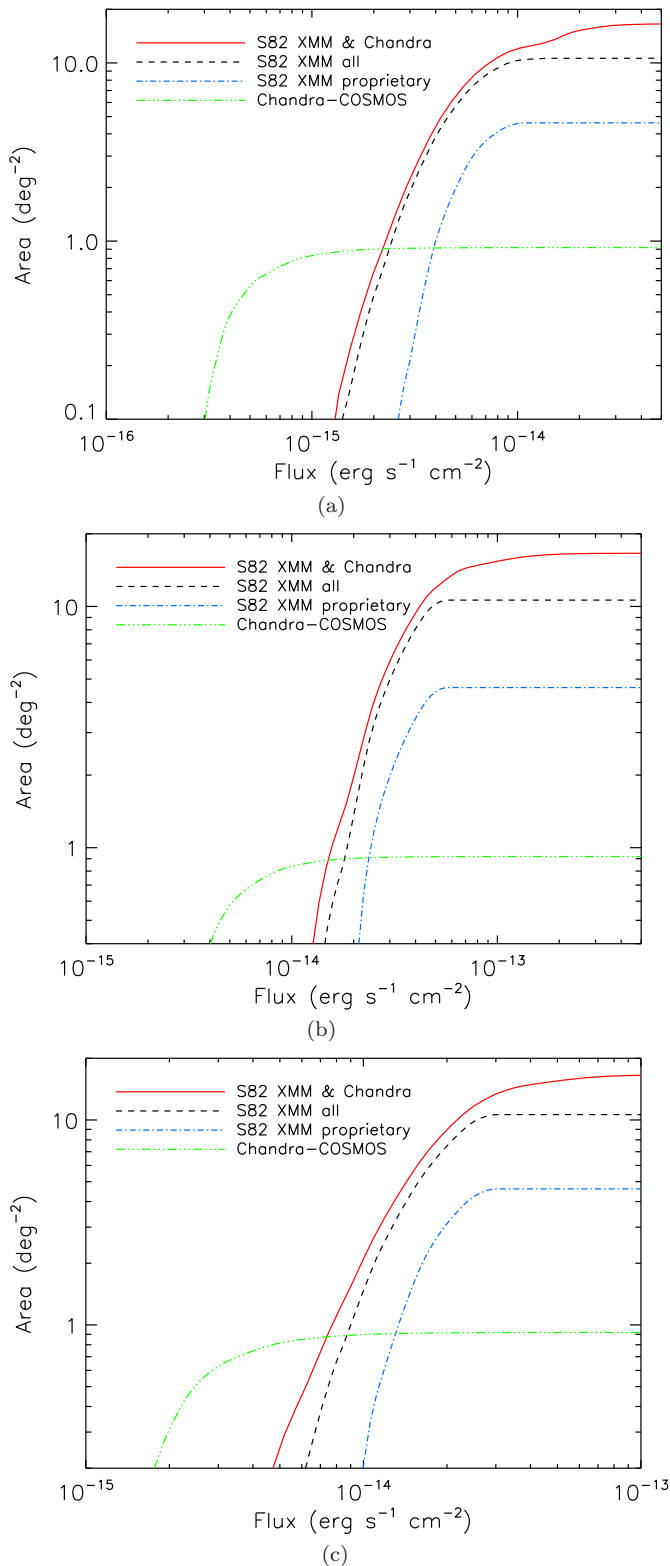 S82 XMM & Chandra
S82 XMM all
S82 XMM proprietary
Chandra-COSMOS
10.0
1.0
0.1
Area (deg⁻²)
10⁻¹⁶
10⁻¹⁵
10⁻¹⁴
Flux (erg s⁻¹ cm⁻²)
(a)
S82 XMM & Chandra
S82 XMM all
S82 XMM proprietary
Chandra-COSMOS
10
1
Area (deg⁻²)
10⁻¹⁵
10⁻¹⁴
10⁻¹³
Flux (erg s⁻¹ cm⁻²)
(b)
S82 XMM & Chandra
S82 XMM all
S82 XMM proprietary
Chandra-COSMOS
10
1
Area (deg⁻²)
10⁻¹⁵
10⁻¹⁴
10⁻¹³
Flux (erg s⁻¹ cm⁻²)
(c)